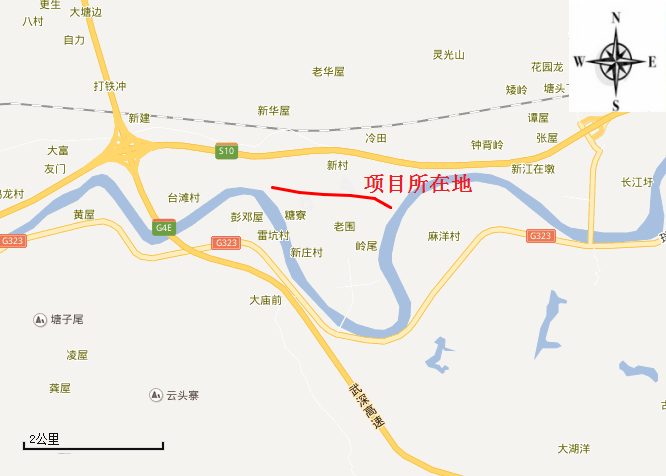 更生
八村
大塘边
自力
打铁冲
新建
大富
友门
黄屋
台滩村
G4E
G323
G323
S10
新华屋
老华屋
冷田
新村
灵光山
花园龙
矮岭
塘头
谭屋
张屋
钟背岭
新江在墩
长江圩
项目所在地
彭邓屋
糖寮
雷坑村
老围
岭尾
新庄村
麻洋村
G323
大庙前
塘子尾
凌屋
龚屋
云头寨
武深高速
大湖洋
2公里
N
W
E
S